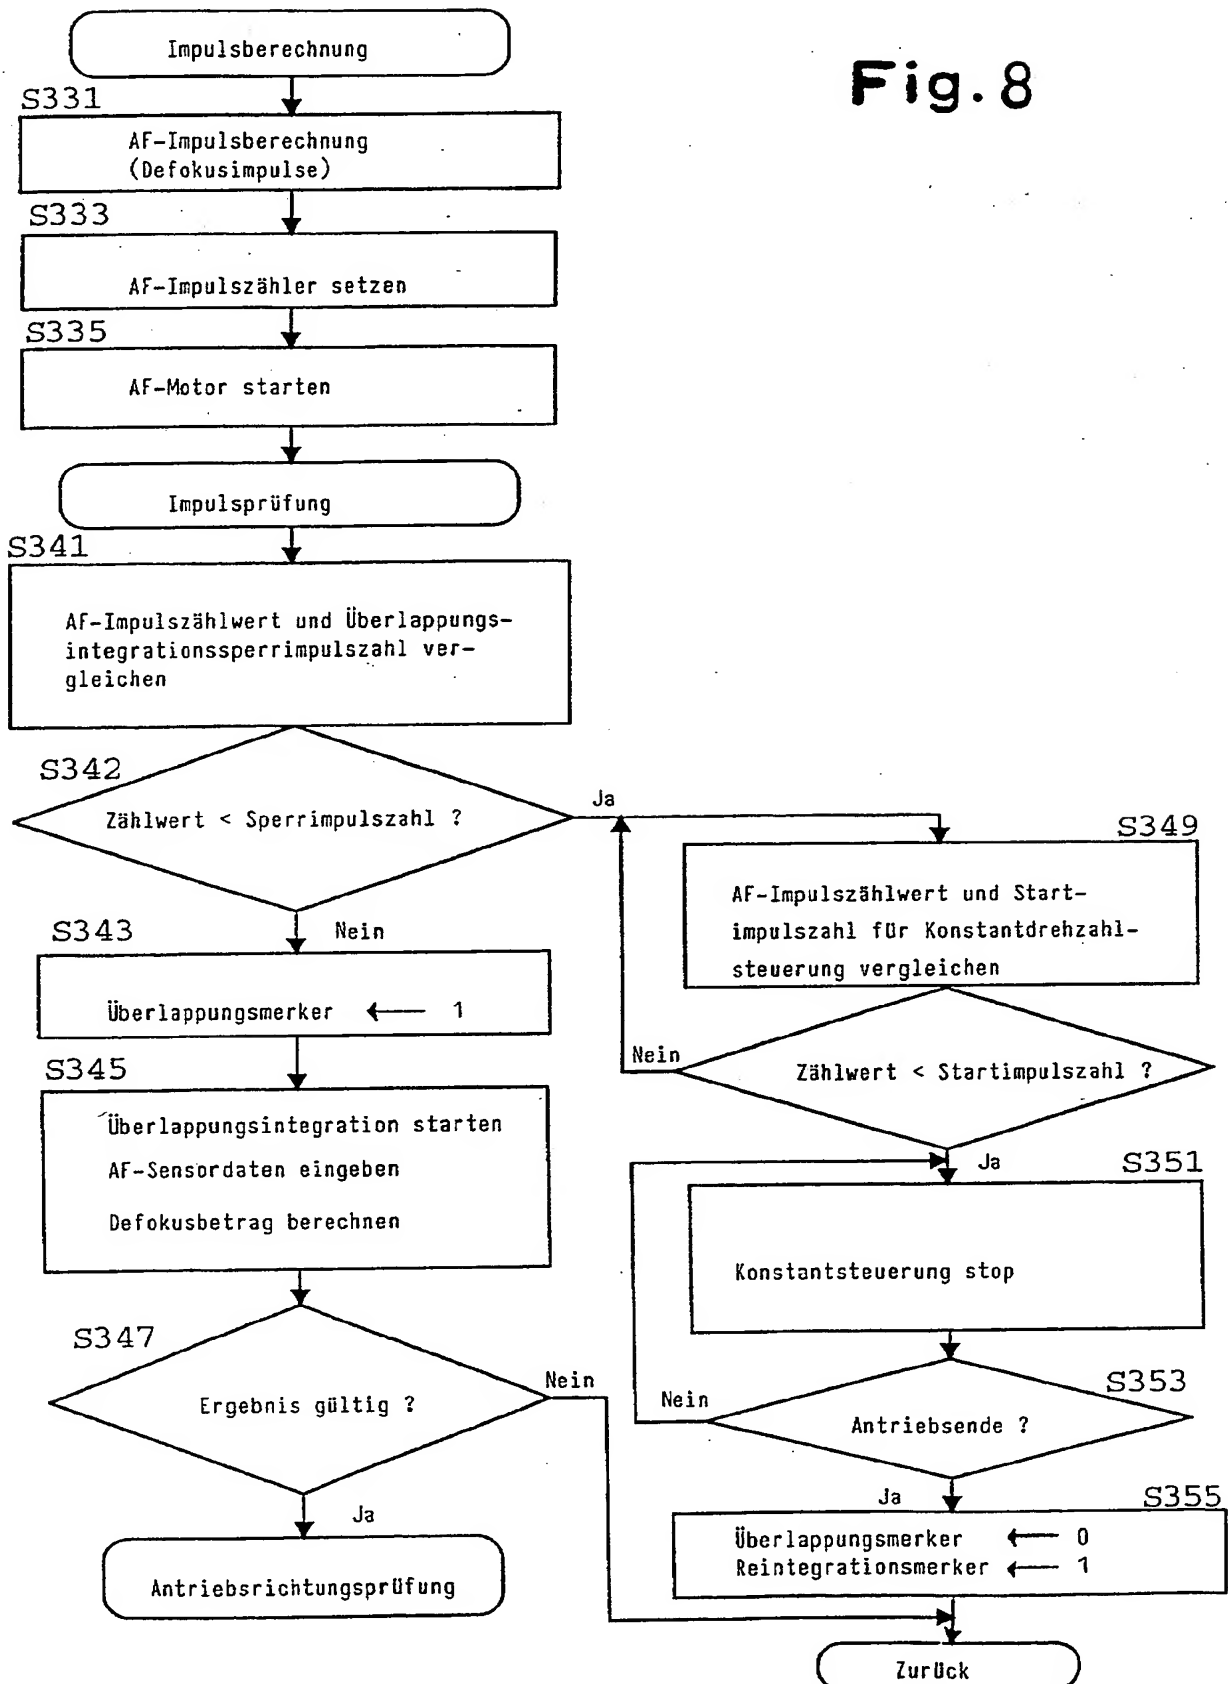 Fig. 8
Impulsberechnung
S331
AF-Impulsberechnung
(Defokusimpulse)
S333
AF-Impulszähler setzen
S335
AF-Motor starten
Impulsprüfung
S341
AF-Impulszählwert und Überlappungs-
integrationssperrimpulszahl ver-
gleichen
S342
Zählwert < Sperrimpulszahl ?
Ja
Nein
S343
Überlappungsmerker ← 1
S345
Überlappungsintegration starten
AF-Sensordaten eingeben
Defokusbetrag berechnen
S347
Ergebnis gültig ?
Nein
Ja
Antriebsrichtungsprüfung
S349
AF-Impulszählwert und Start-
impulszahl für Konstantdrehzahl-
steuerung vergleichen
Nein
Zählwert < Startimpulszahl ?
Ja
S351
Konstantsteuerung stop
S353
Nein
Antriebsende ?
Ja
S355
Überlappungsmerker ← 0
Reintegrationsmerker ← 1
Zurück